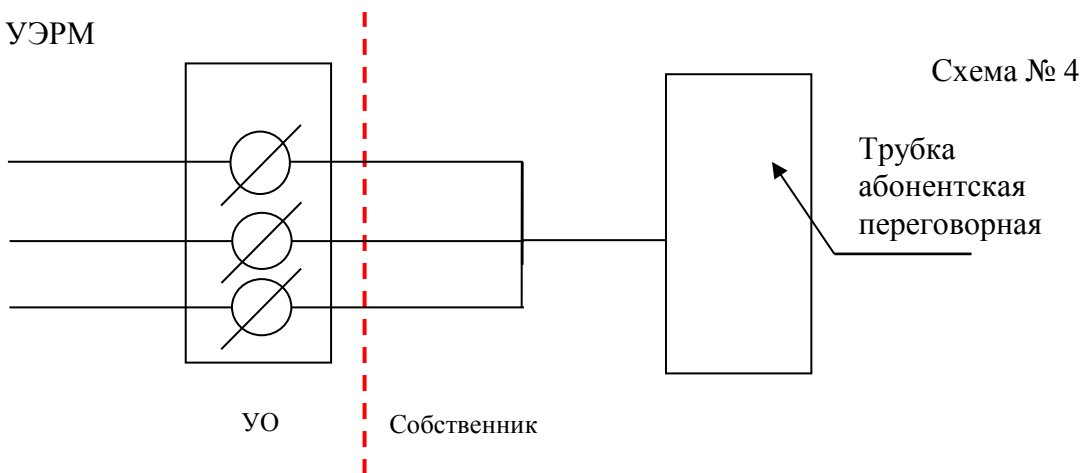 УЭРМ
Схема № 4
Трубка
абонентская
переговорная
УО
Собственник